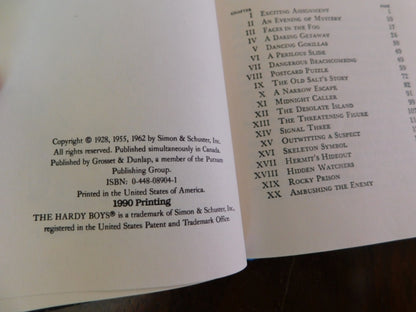 Copyright © 1928, 1955, 1962 by Simon & Schuster, Inc.
All rights reserved. Published simultaneously in Canada.
Published by Grosset & Dunlap, a member of the Putnam
Publishing Group.
ISBN: 0-448-08904-1
Printed in the United States of America.
1990 Printing
THE HARDY BOYS® is a trademark of Simon & Schuster, Inc.,
registered in the United States Patent and Trademark Office.
CHAPTER PAGE
I EXCITING ASSIGNMENT 1
II AN EVENING OF MYSTERY
III FACES IN THE FOG 17
IV A DARING GETAWAY
V DANCING GORILLAS
VI A PERILOUS SLIDE
VII DANGEROUS BEACHCOMBING
VIII POSTCARD PUZZLE
IX THE OLD SALT'S STORY
X A NARROW ESCAPE
XI MIDNIGHT CALLER
XII THE DESOLATE ISLAND
XIII THE THREATENING FIGURE
XIV SIGNAL THREE
XV OUTWITTING A SUSPECT
XVI SKELETON SYMBOL
XVII HERMIT'S HIDEOUT
XVIII HIDDEN WATCHERS
XIX ROCKY PRISON
XX AMBUSHING THE ENEMY